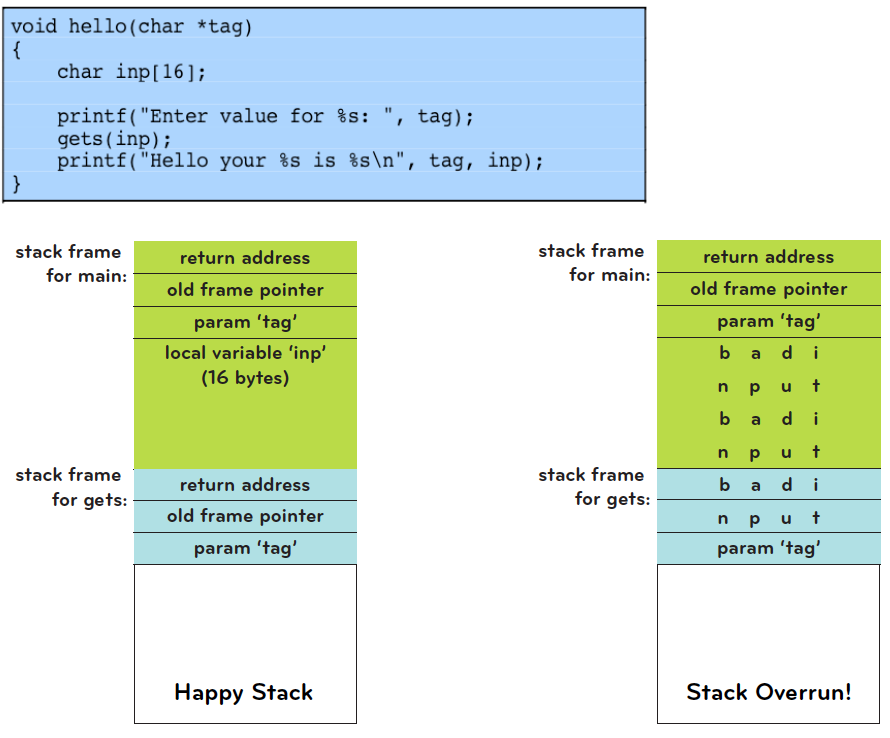 void hello(char *tag)
{
    char inp[16];
    printf("Enter value for %s: ", tag);
    gets(inp);
    printf("Hello your %s is %s\n", tag, inp);
}
stack frame
for main:
return address
old frame pointer
param ‘tag’
local variable ‘inp’
(16 bytes)
stack frame
for gets:
return address
old frame pointer
param ‘tag’
Happy Stack
stack frame
for main:
return address
old frame pointer
param ‘tag’
b a d i
n p u t
b a d i
n p u t
stack frame
for gets:
b a d i
n p u t
param ‘tag’
Stack Overrun!